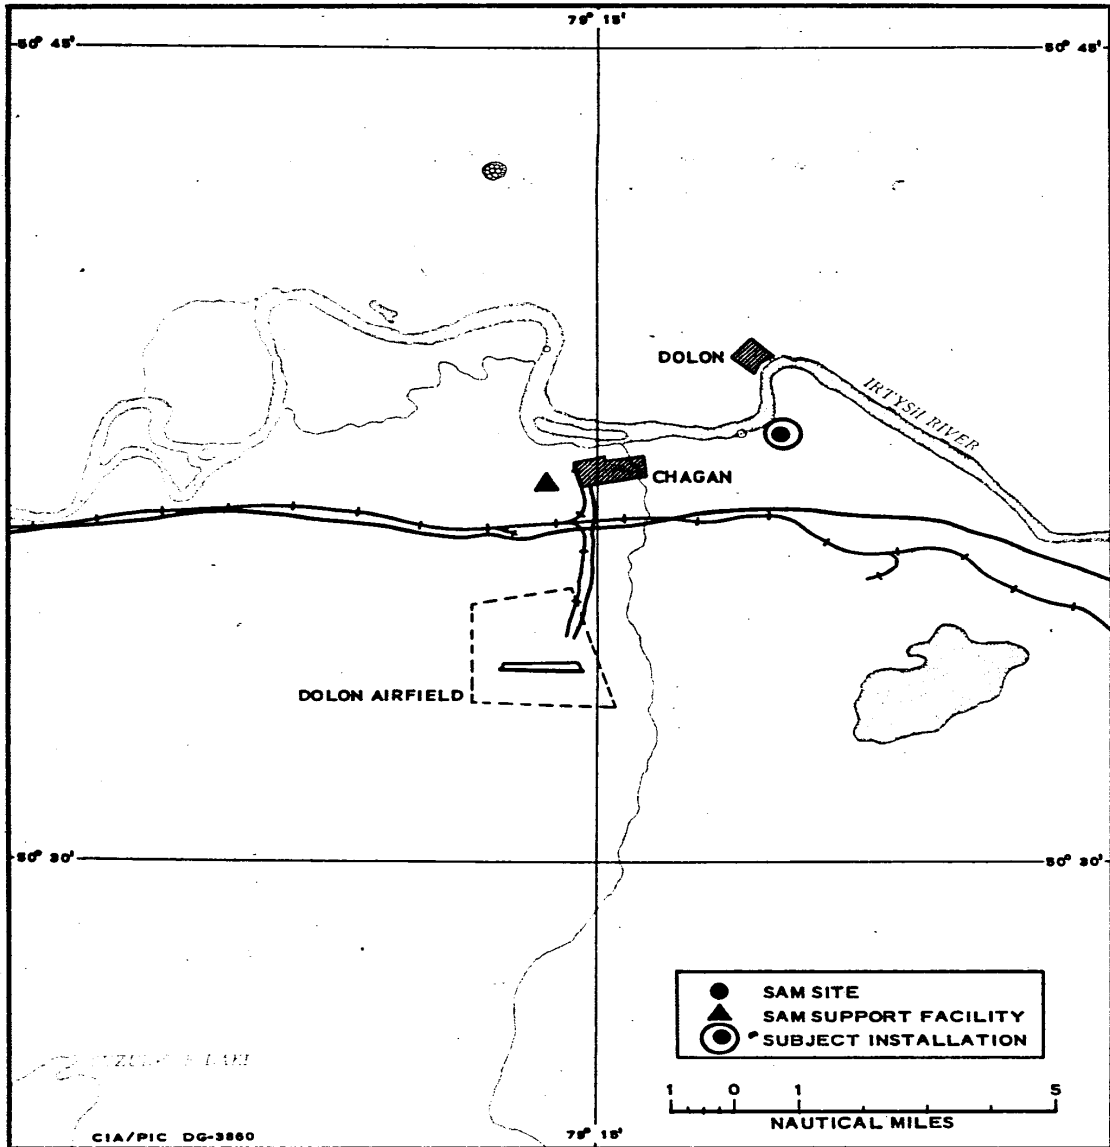 79° 15'
50° 45'
50° 45'
DOLON
IRTYSH RIVER
CHAGAN
DOLON AIRFIELD
50° 30'
50° 30'
SAM SITE
SAM SUPPORT FACILITY
SUBJECT INSTALLATION
LAKE
1 0 1 5
NAUTICAL MILES
CIA/PIC DG-3860
79° 15'